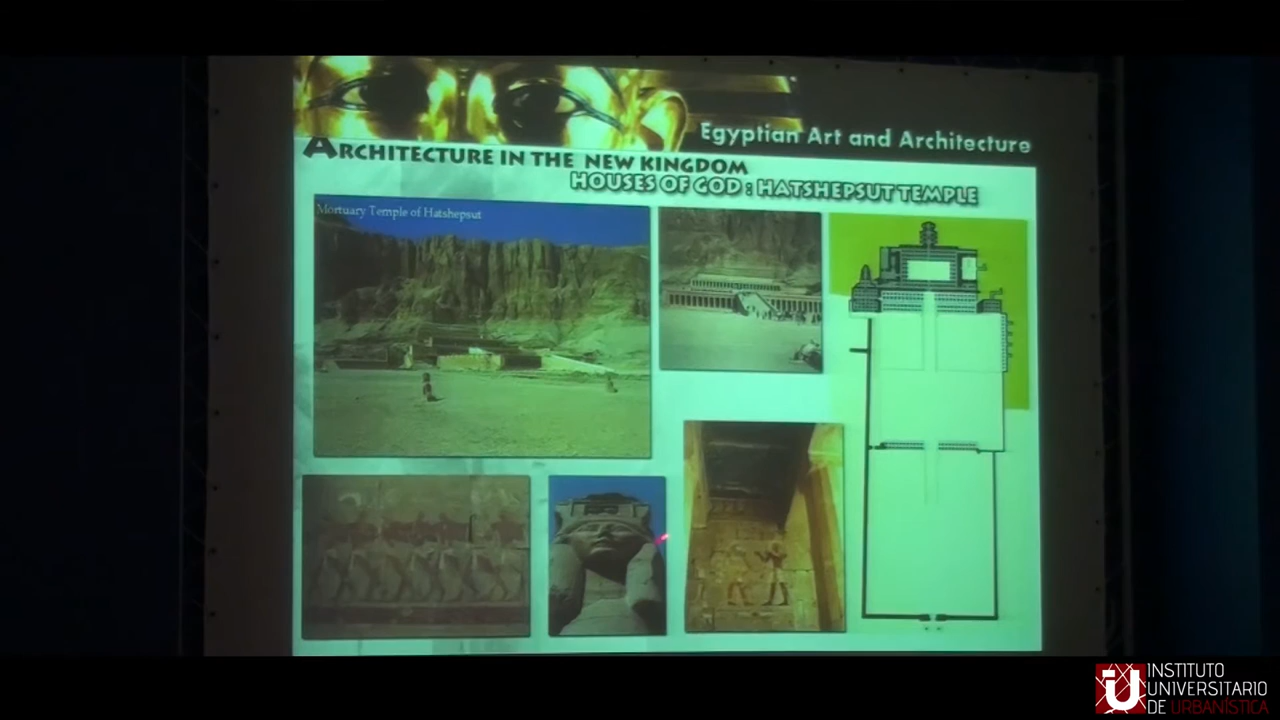 Egyptian Art and Architecture
ARCHITECTURE IN THE NEW KINGDOM
HOUSES OF GOD : HATSHEPSUT TEMPLE
Mortuary Temple of Hatshepsut
INSTITUTO
UNIVERSITARIO
DE URBANÍSTICA